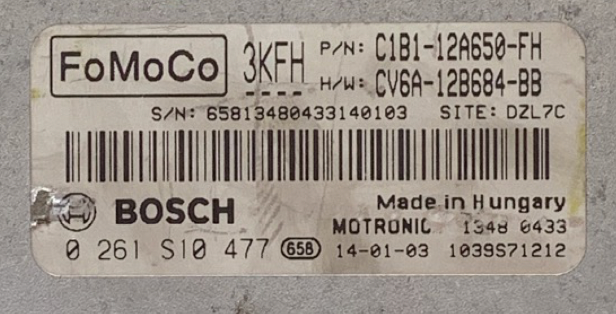 FoMoCo 3KFH P/N: C1B1-12A650-FH
H/W: CV6A-12B684-BB
S/N: 65813480433140103 SITE: DZL7C
BOSCH Made in Hungary
MOTRONIC 1348 0433
0 261 S10 477 658 14-01-03 1039S71212